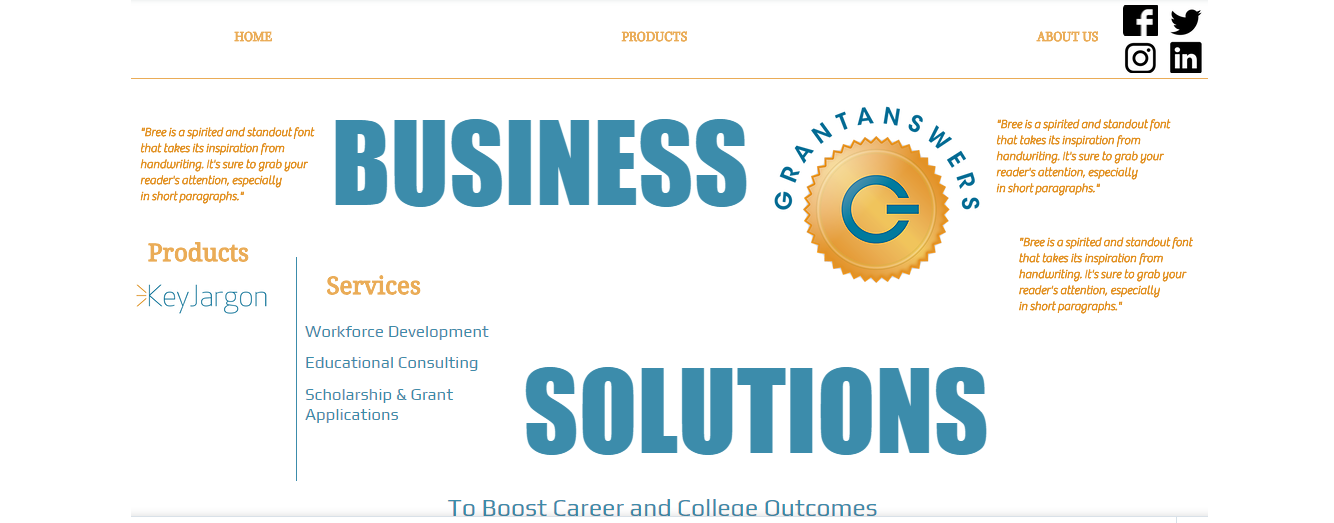 HOME
PRODUCTS
ABOUT US
"Bree is a spirited and standout font
that takes its inspiration from
handwriting. it's sure to grab your
reader's attention, especially
in short paragraphs."
BUSINESS
GRANTANSWERS
"Bree is a spirited and standout font
that takes its inspiration from
handwriting. it's sure to grab your
reader's attention, especially
in short paragraphs."
"Bree is a spirited and standout font
that takes its inspiration from
handwriting. it's sure to grab your
reader's attention, especially
in short paragraphs."
Products
KeyJargon
Services
Workforce Development
Educational Consulting
Scholarship & Grant
Applications
SOLUTIONS
To Boost Career and College Outcomes